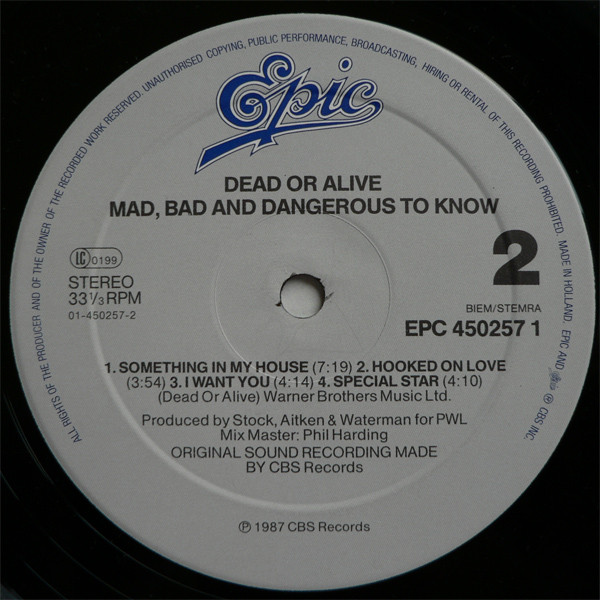 ALL RIGHTS OF THE PRODUCER AND OF THE OWNER OF THE RECORDED WORK RESERVED. UNAUTHORISED COPYING, PUBLIC PERFORMANCE, BROADCASTING, HIRING OR RENTAL OF THIS RECORDING PROHIBITED. MADE IN HOLLAND. EPIC AND ℗ CBS INC.
Epic
DEAD OR ALIVE
MAD, BAD AND DANGEROUS TO KNOW
2
LC 0199
STEREO
33 1/3 RPM
01-450257-2
BIEM/STEMRA
EPC 450257 1
1. SOMETHING IN MY HOUSE (7:19) 2. HOOKED ON LOVE
(3:54) 3. I WANT YOU (4:14) 4. SPECIAL STAR (4:10)
(Dead Or Alive) Warner Brothers Music Ltd.
Produced by Stock, Aitken & Waterman for PWL
Mix Master: Phil Harding
ORIGINAL SOUND RECORDING MADE
BY CBS Records
℗ 1987 CBS Records